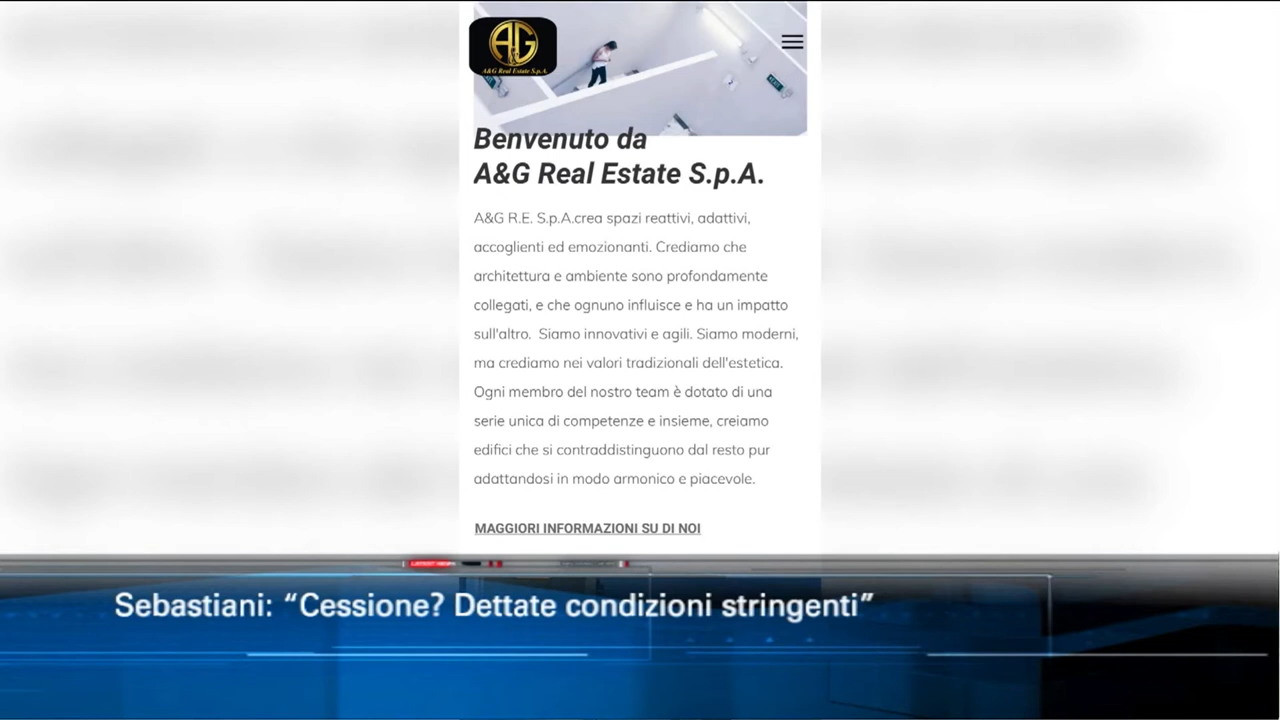 AG
A&G Real Estate S.p.A.
Benvenuto da
A&G Real Estate S.p.A.
A&G R.E. S.p.A.crea spazi reattivi, adattivi,
accoglienti ed emozionanti. Crediamo che
architettura e ambiente sono profondamente
collegati, e che ognuno influisce e ha un impatto
sull'altro.  Siamo innovativi e agili. Siamo moderni,
ma crediamo nei valori tradizionali dell'estetica.
Ogni membro del nostro team è dotato di una
serie unica di competenze e insieme, creiamo
edifici che si contraddistinguono dal resto pur
adattandosi in modo armonico e piacevole.
MAGGIORI INFORMAZIONI SU DI NOI
LATEST NEWS
Sebastiani: “Cessione? Dettate condizioni stringenti”